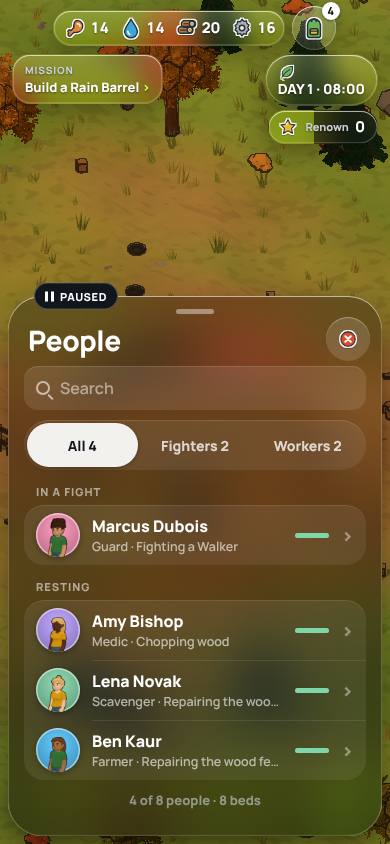 14 14 20 16
4
MISSION
Build a Rain Barrel ›
DAY 1 · 08:00
Renown 0
PAUSED
People
Search
All 4 Fighters 2 Workers 2
IN A FIGHT
Marcus Dubois
Guard · Fighting a Walker
RESTING
Amy Bishop
Medic · Chopping wood
Lena Novak
Scavenger · Repairing the woo...
Ben Kaur
Farmer · Repairing the wood fe...
4 of 8 people · 8 beds